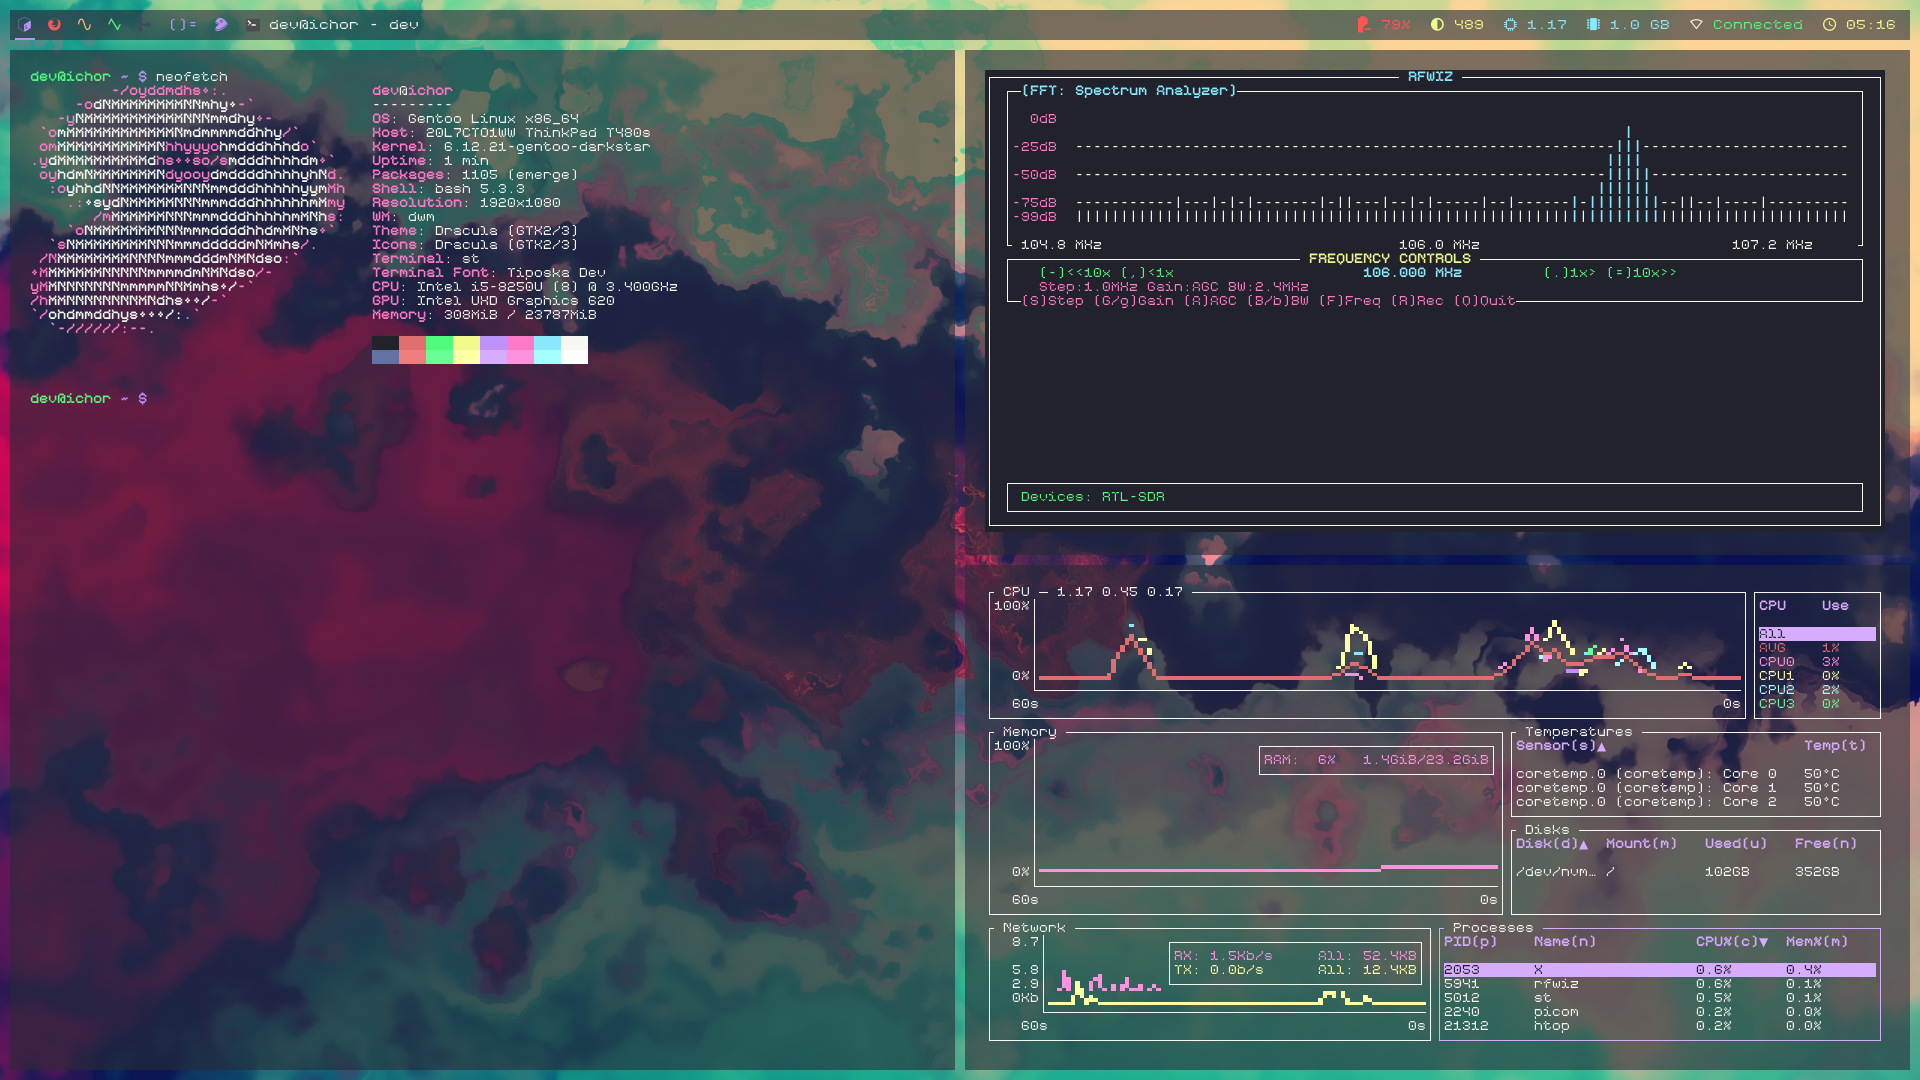 []= dev@ichor - dev 79% 489 1.17 1.0 GB Connected 05:16
dev@ichor ~ $ neofetch
-/oyddmdhs+:.
-odNMMMMMMMMNNmhy+-`
-yNMMMMMMMMMMMNNNmmdhy+-
`omMMMMMMMMMMMMNmdmmmmddhhy/`
omMMMMMMMMMMMNhhyyyohmdddhhhdo`
.ydMMMMMMMMMMdhs++so/smdddhhhhdm+`
oyhdmNMMMMMMMNdyooydmddddhhhhyhNd.
:oyhhdNNMMMMMMMNNNmmdddhhhhhyymMh
.:+sydNMMMMMNNNmmmdddhhhhhhmMmy
/mMMMMMMNNNmmmdddhhhhhmMNhs:
`oNMMMMMMMNNNmmmddddhhdmMNhs+`
`sNMMMMMMMMNNNmmmdddddmNMmhs/.
/NMMMMMMMMNNNNmmmdddmNMNdso:`
+MMMMMMMNNNNNmmmmdmNMNdso/-
yMMNNNNNNNmmmmmNNMmhs+/-`
/hMMNNNNNNNNMNdhs++/-`
`/ohdmmddhys+++/:.`
`-//////:--.
dev@ichor
---------
OS: Gentoo Linux x86_64
Host: 20L7CTO1WW ThinkPad T480s
Kernel: 6.12.21-gentoo-darkstar
Uptime: 1 min
Packages: 1105 (emerge)
Shell: bash 5.3.3
Resolution: 1920x1080
WM: dwm
Theme: Dracula [GTK2/3]
Icons: Dracula [GTK2/3]
Terminal: st
Terminal Font: Tiposka Dev
CPU: Intel i5-8250U (8) @ 3.400GHz
GPU: Intel UHD Graphics 620
Memory: 308MiB / 23787MiB
dev@ichor ~ $
RFWIZ
[FFT: Spectrum Analyzer]
0dB
-25dB
-50dB
-75dB
-99dB
104.8 MHz 106.0 MHz 107.2 MHz
FREQUENCY CONTROLS
[-]<<10x [,]<1x 106.000 MHz [.]1x> [=]10x>>
Step:1.0MHz Gain:AGC BW:2.4MHz
[S]Step [G/g]Gain [A]AGC [B/b]BW [F]Freq [R]Rec [Q]Quit
Devices: RTL-SDR
CPU — 1.17 0.45 0.17
100%
0%
60s 0s
CPU Use
All
AVG 1%
CPU0 3%
CPU1 0%
CPU2 2%
CPU3 0%
Memory
100%
RAM: 6% 1.4GiB/23.2GiB
0%
60s 0s
Temperatures
Sensor(s)▲ Temp(t)
coretemp.0 (coretemp): Core 0 50°C
coretemp.0 (coretemp): Core 1 50°C
coretemp.0 (coretemp): Core 2 50°C
Disks
Disk(d)▲ Mount(m) Used(u) Free(n)
/dev/nvm… / 102GB 352GB
Network
8.7
5.8
2.9
0Kb
RX: 1.5Kb/s All: 52.4KB
TX: 0.0b/s All: 12.4KB
60s 0s
Processes
PID(p) Name(n) CPU%(c)▼ Mem%(m)
2053 X 0.6% 0.4%
5941 rfwiz 0.6% 0.1%
5012 st 0.5% 0.1%
2240 picom 0.2% 0.0%
21312 htop 0.2% 0.0%